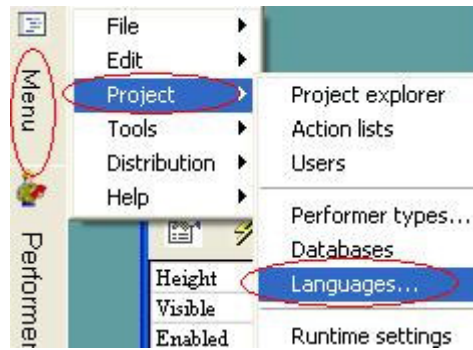 Menu
Performer
File
Edit
Project
Tools
Distribution
Help
Project explorer
Action lists
Users
Performer types...
Databases
Languages...
Runtime settings
Height
Visible
Enabled